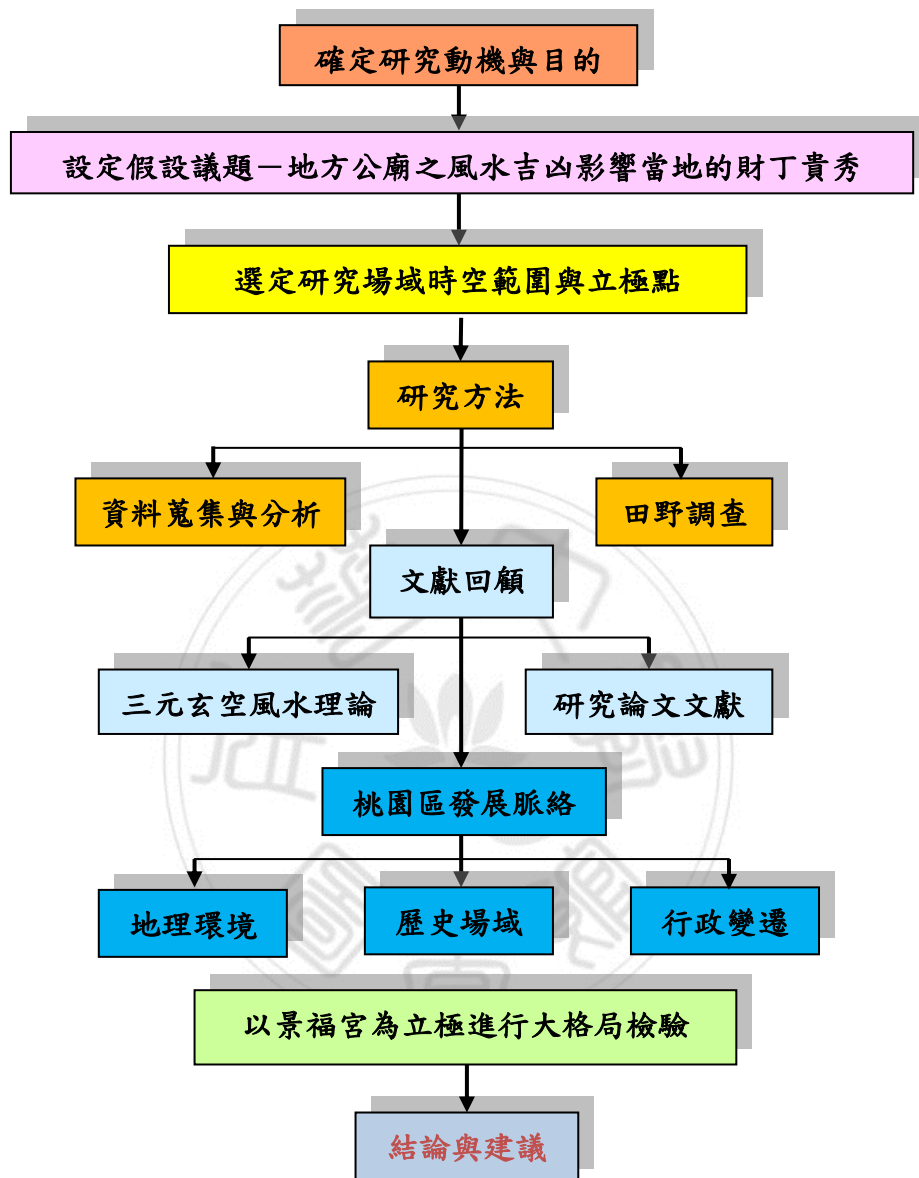 確定研究動機與目的
設定假設議題－地方公廟之風水吉凶影響當地的財丁貴秀
選定研究場域時空範圍與立極點
研究方法
資料蒐集與分析
田野調查
文獻回顧
三元玄空風水理論
研究論文文獻
桃園區發展脈絡
地理環境
歷史場域
行政變遷
以景福宮為立極進行大格局檢驗
結論與建議